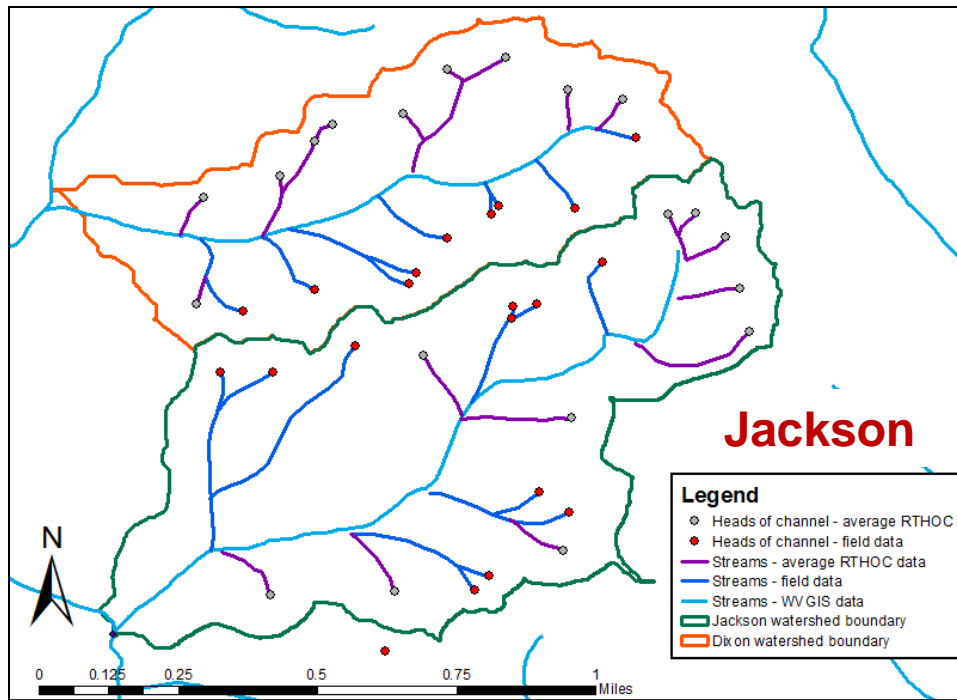 Jackson
Legend
Heads of channel - average RTHOC
Heads of channel - field data
Streams - average RTHOC data
Streams - field data
Streams - WVGIS data
Jackson watershed boundary
Dixon watershed boundary
N
0 0.125 0.25 0.5 0.75 1
Miles